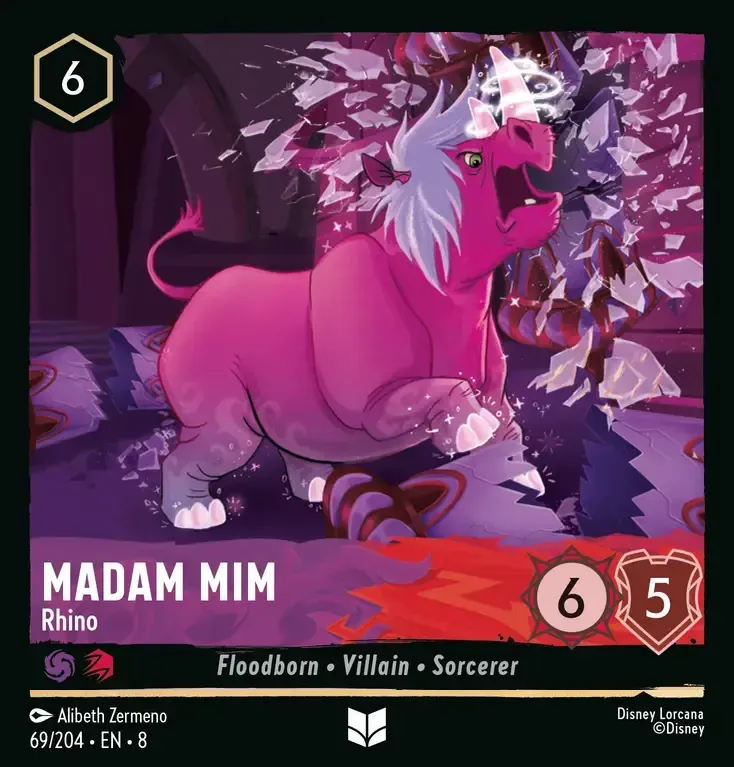 6
MADAM MIM
Rhino
6 5
Floodborn • Villain • Sorcerer
Alibeth Zermeno
Disney Lorcana
69/204 • EN • 8
©Disney